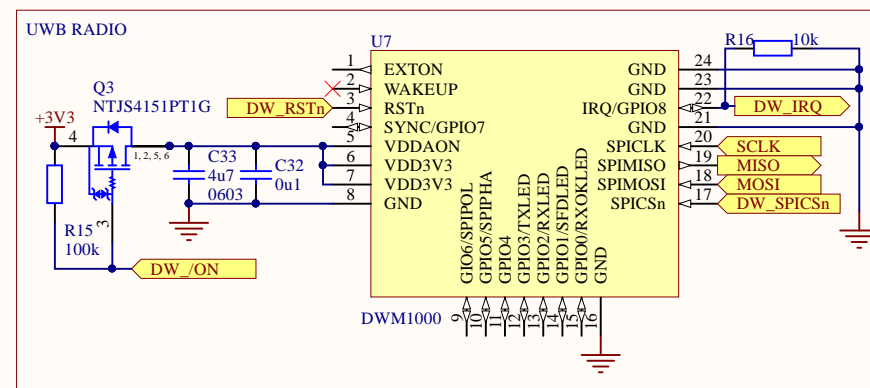 UWB RADIO
U7
R16
10k
Q3
NTJS4151PT1G
+3V3
4
1, 2, 5, 6
3
R15
100k
DW_/ON
C33
4u7
0603
C32
0u1
DW_RSTn
1 EXTON
2 WAKEUP
3 RSTn
4 SYNC/GPIO7
5 VDDAON
6 VDD3V3
7 VDD3V3
8 GND
GND 24
GND 23
IRQ/GPIO8 22
GND 21
SPICLK 20
SPIMISO 19
SPIMOSI 18
SPICSn 17
DW_IRQ
SCLK
MISO
MOSI
DW_SPICSn
GIO6/SPIPOL
GPIO5/SPIPHA
GPIO4
GPIO3/TXLED
GPIO2/RXLED
GPIO1/SFDLED
GPIO0/RXOKLED
GND
DWM1000
9
10
11
12
13
14
15
16